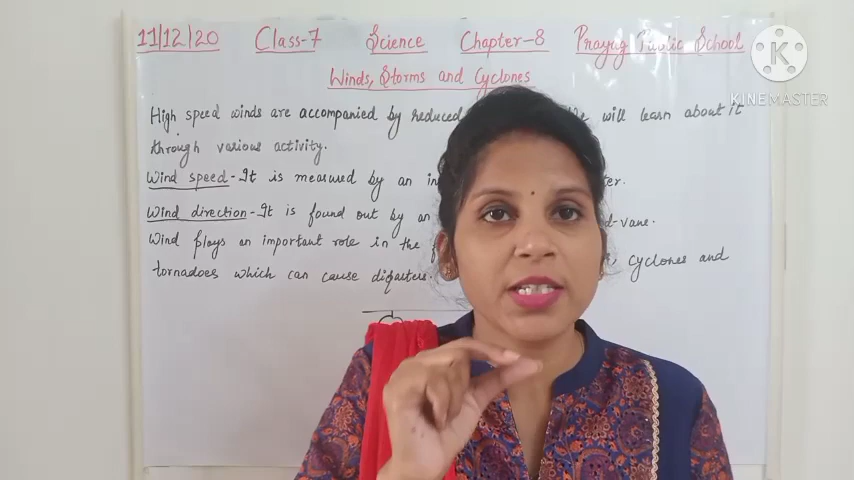 11/12/20 Class-7 Science Chapter-8 Prayug Public School
Winds, Storms and Cyclones
High speed winds are accompanied by reduced will learn about it
through various activity.
Wind speed - It is measured by an
Wind direction - It is found out by an vane.
Wind plays an important role in the cyclones and
tornadoes which can cause disasters.
K
KINEMASTER